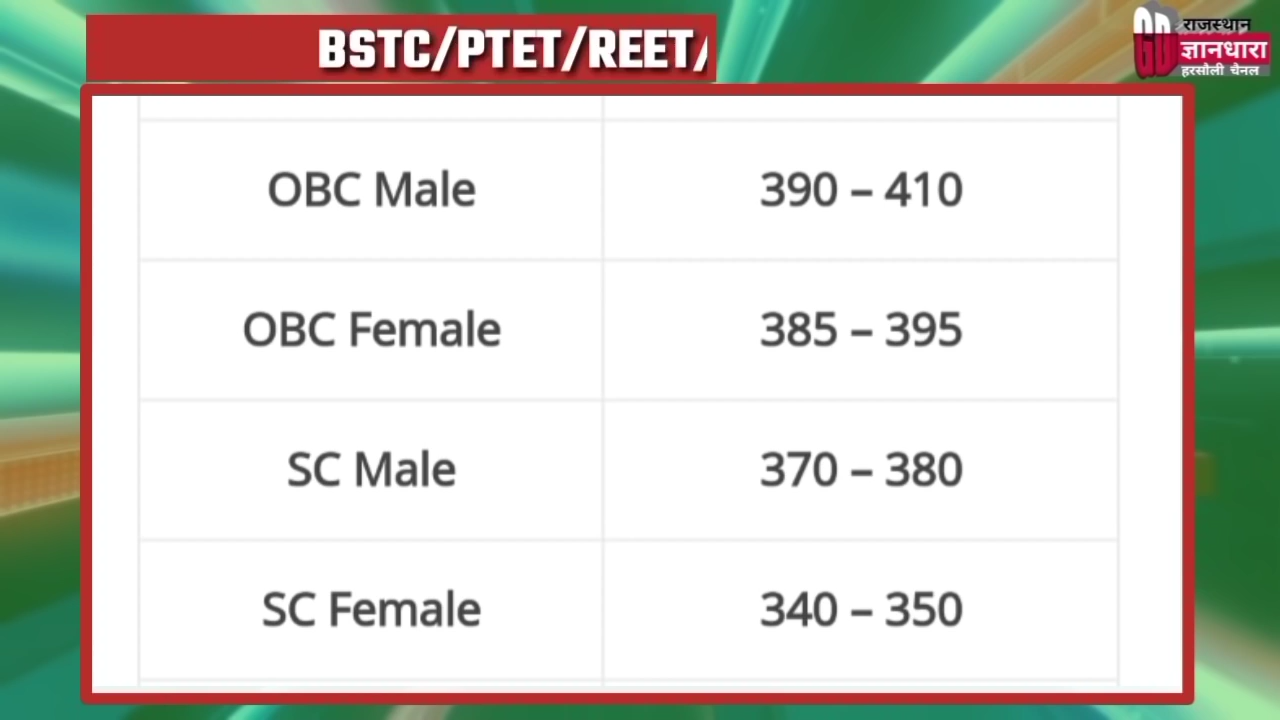 BSTC/PTET/REET/
GD
राजस्थान
ज्ञानधारा
हरसौली चैनल
OBC Male 390 – 410
OBC Female 385 – 395
SC Male 370 – 380
SC Female 340 – 350